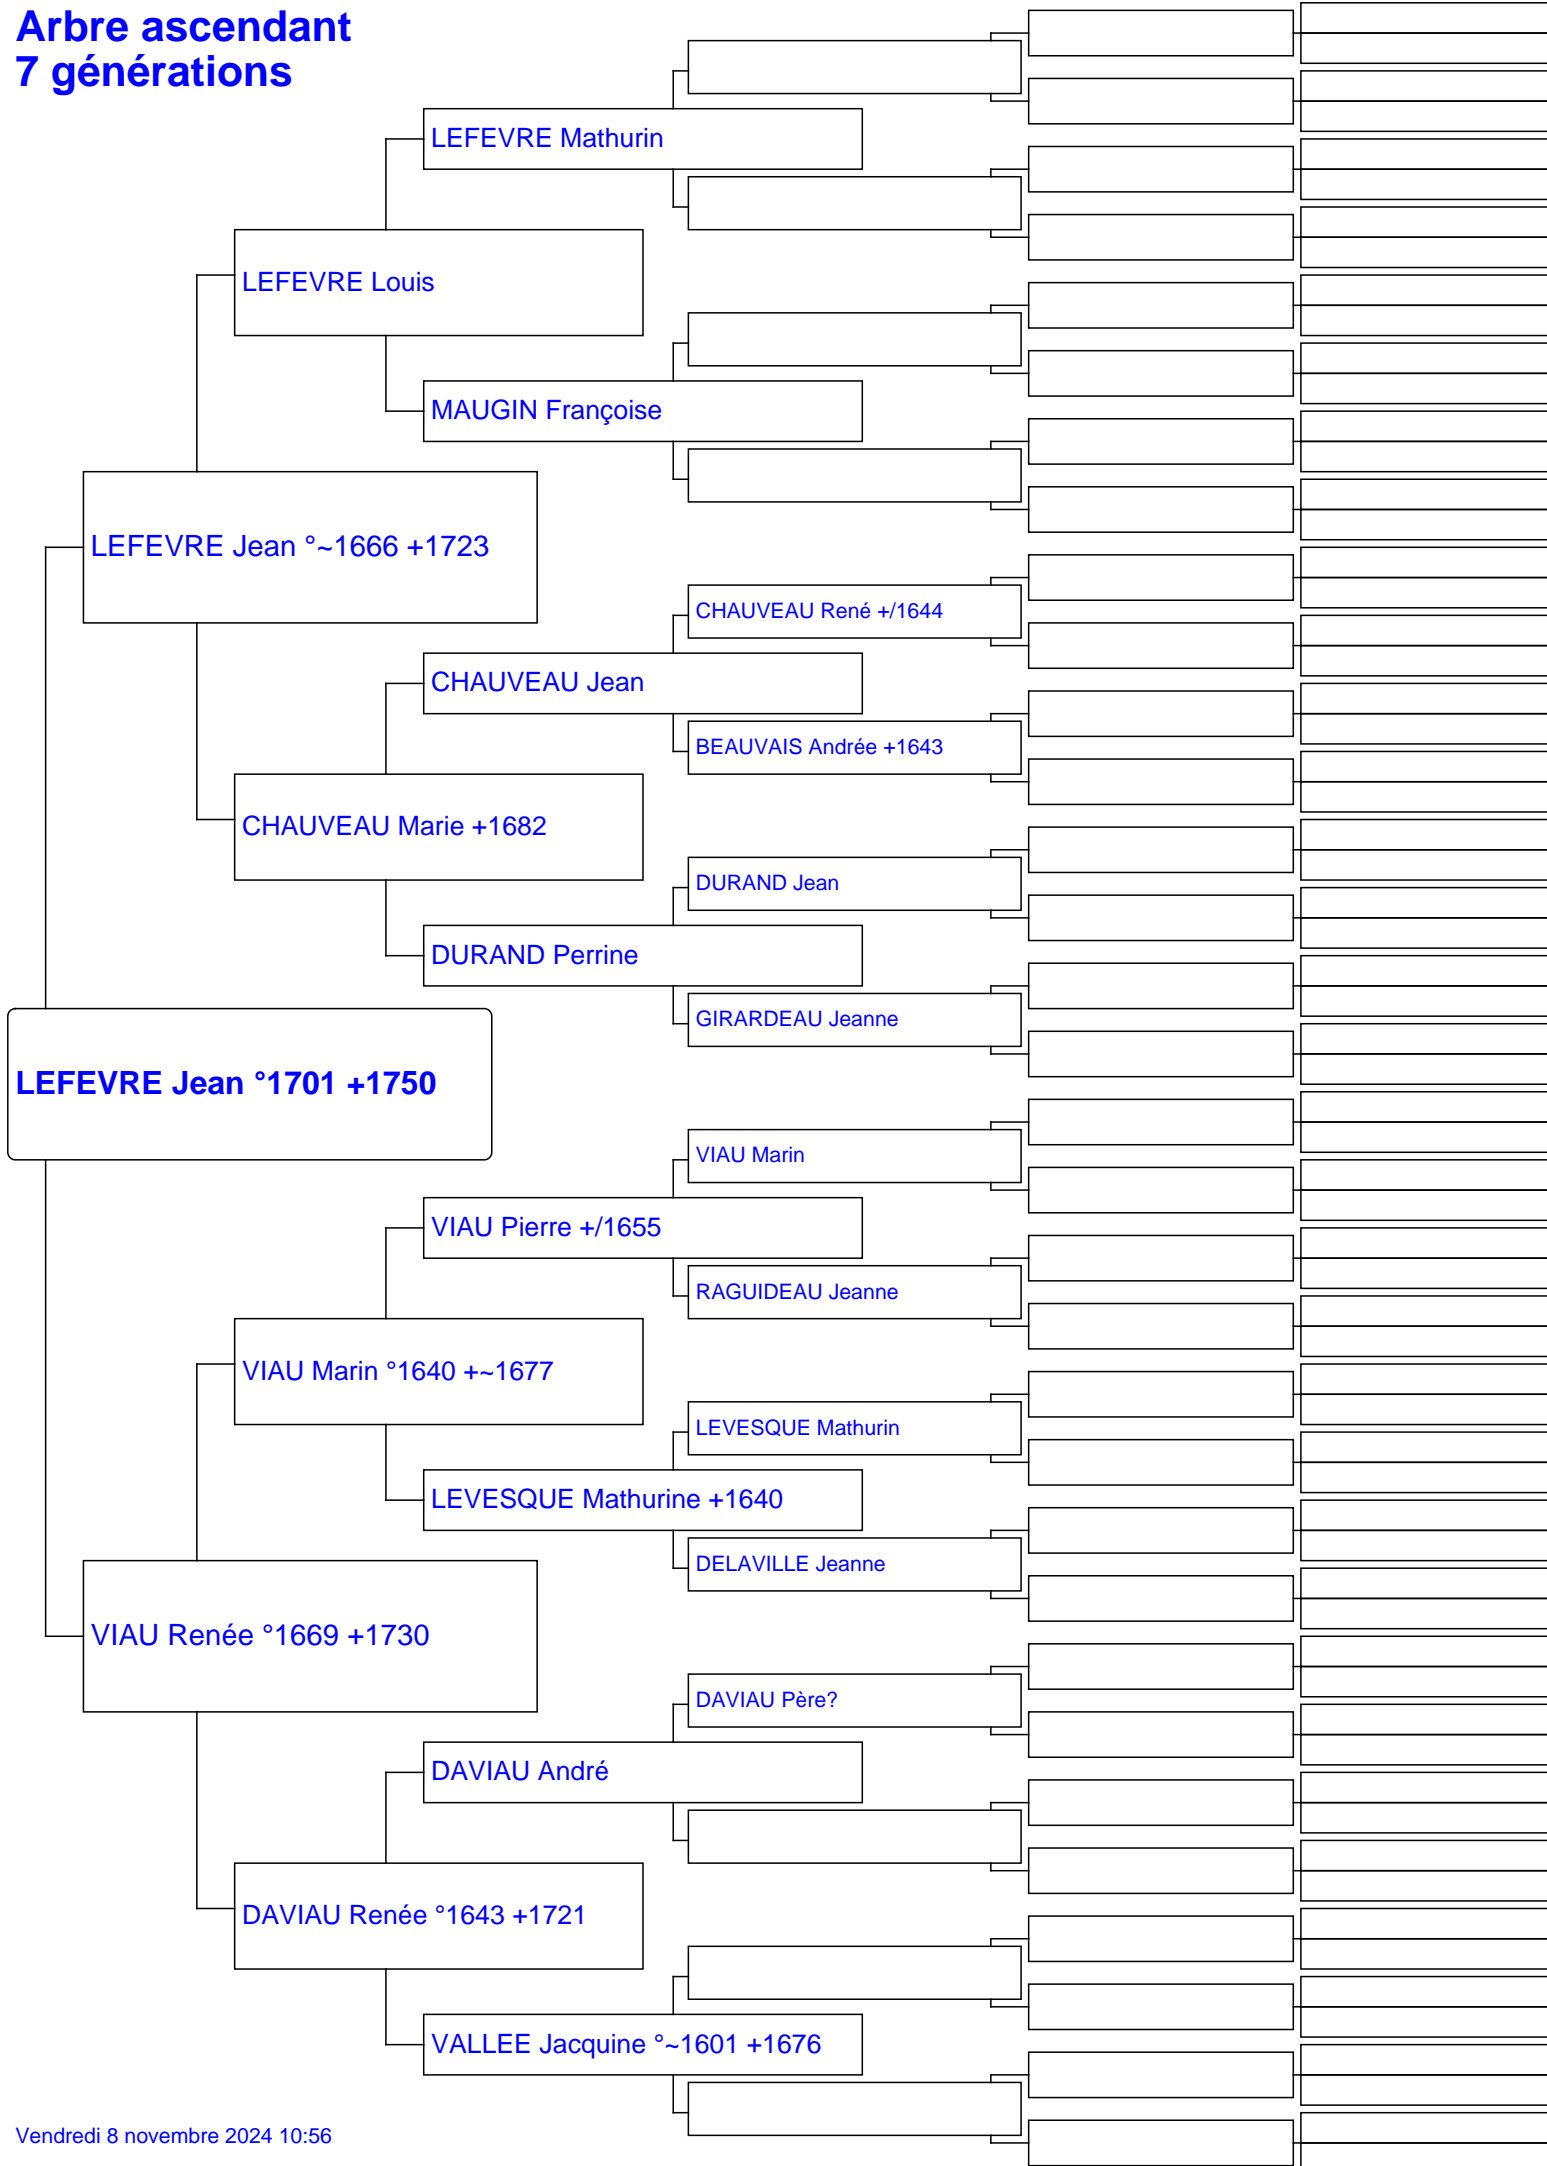 Arbre ascendant
7 générations
LEFEVRE Mathurin
LEFEVRE Louis
MAUGIN Françoise
LEFEVRE Jean °~1666 +1723
CHAUVEAU René +/1644
CHAUVEAU Jean
BEAUVAIS Andrée +1643
CHAUVEAU Marie +1682
DURAND Jean
DURAND Perrine
GIRARDEAU Jeanne
LEFEVRE Jean °1701 +1750
VIAU Marin
VIAU Pierre +/1655
RAGUIDEAU Jeanne
VIAU Marin °1640 +~1677
LEVESQUE Mathurin
LEVESQUE Mathurine +1640
DELAVILLE Jeanne
VIAU Renée °1669 +1730
DAVIAU Père?
DAVIAU André
DAVIAU Renée °1643 +1721
VALLEE Jacquine °~1601 +1676
Vendredi 8 novembre 2024 10:56